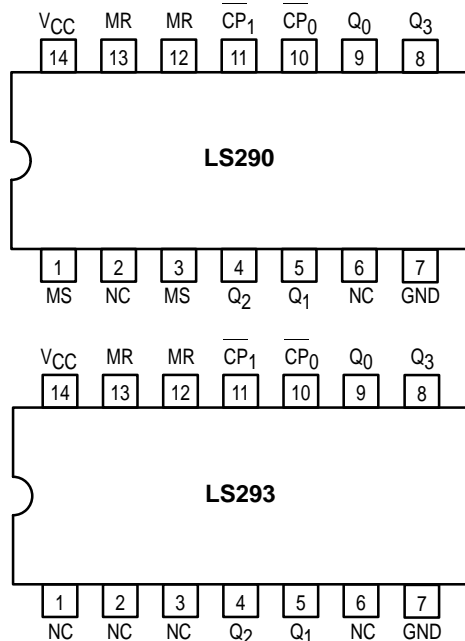 VCC MR MR CP1 CP0 Q0 Q3
14 13 12 11 10 9 8
LS290
1 2 3 4 5 6 7
MS NC MS Q2 Q1 NC GND
VCC MR MR CP1 CP0 Q0 Q3
14 13 12 11 10 9 8
LS293
1 2 3 4 5 6 7
NC NC NC Q2 Q1 NC GND